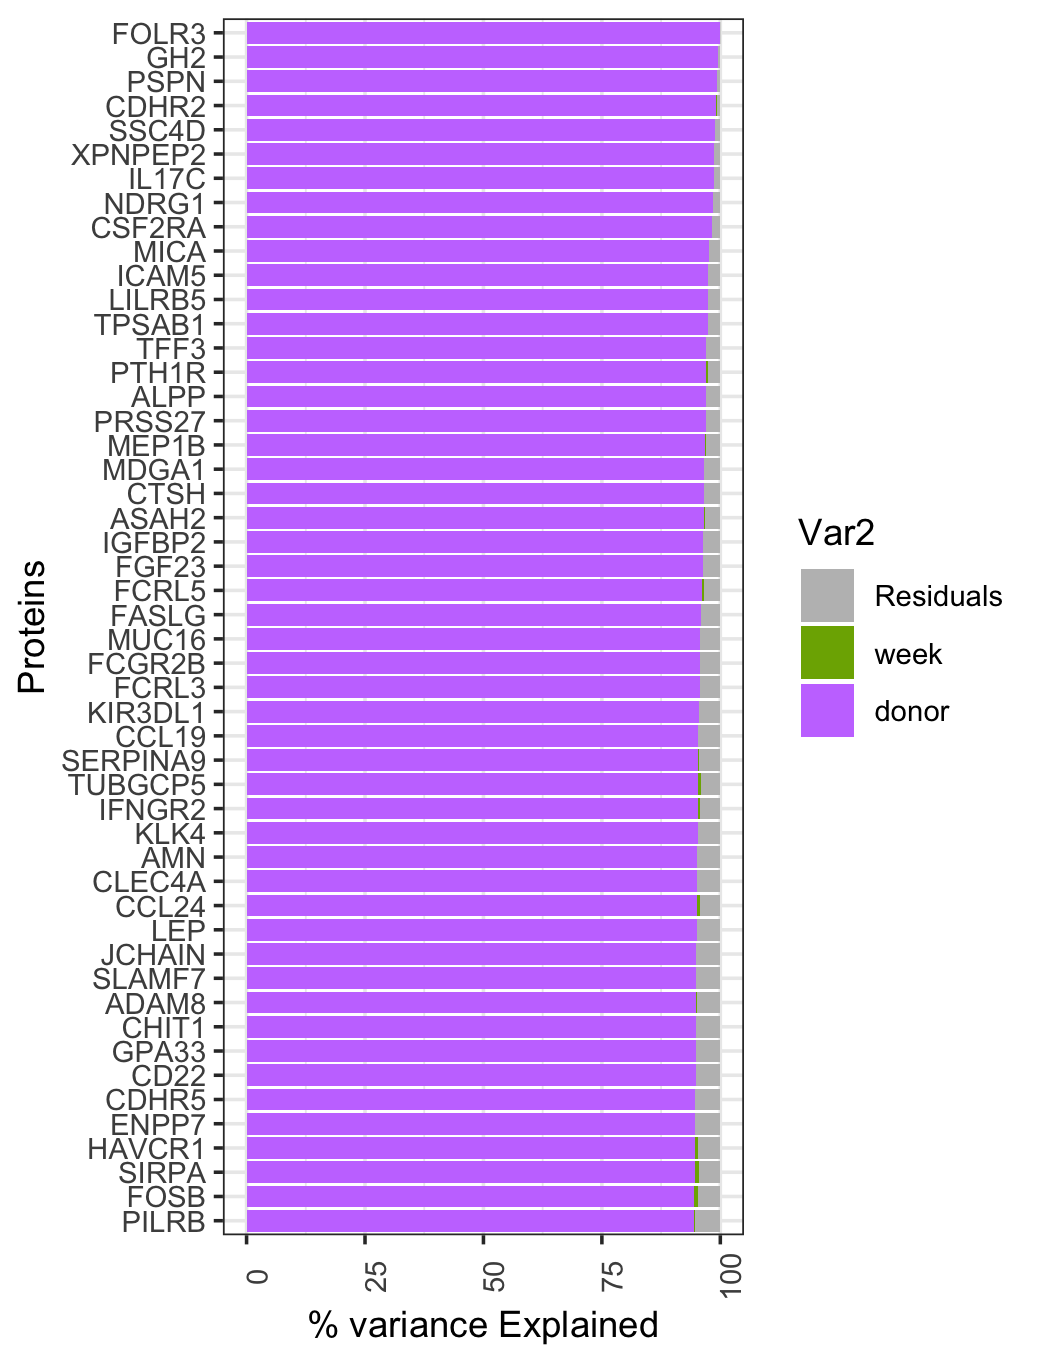 FOLR3
GH2
PSPN
CDHR2
SSC4D
XPNPEP2
IL17C
NDRG1
CSF2RA
MICA
ICAM5
LILRB5
TPSAB1
TFF3
PTH1R
ALPP
PRSS27
MEP1B
MDGA1
CTSH
ASAH2
IGFBP2
FGF23
FCRL5
FASLG
MUC16
FCGR2B
FCRL3
KIR3DL1
CCL19
SERPINA9
TUBGCP5
IFNGR2
KLK4
AMN
CLEC4A
CCL24
LEP
JCHAIN
SLAMF7
ADAM8
CHIT1
GPA33
CD22
CDHR5
ENPP7
HAVCR1
SIRPA
FOSB
PILRB
Proteins
0 25 50 75 100
% variance Explained
Var2
Residuals
week
donor